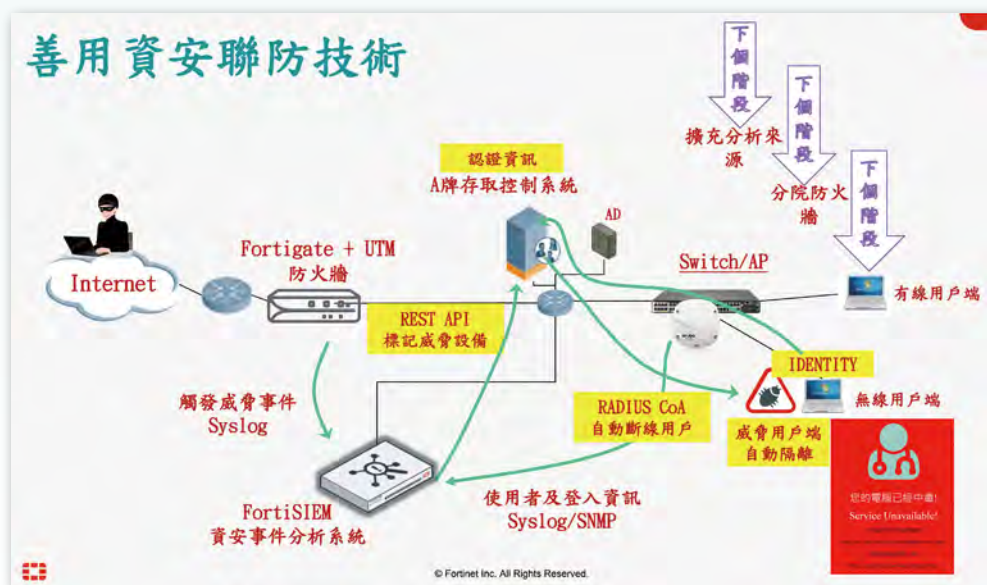 善用資安聯防技術
下個階段
擴充分析來
源
下個階段
分院防火
牆
下個階段
認證資訊
A牌存取控制系統
AD
Fortigate + UTM
防火牆
Internet
Switch/AP
有線用戶端
REST API
標記威脅設備
IDENTITY
無線用戶端
觸發威脅事件
Syslog
RADIUS CoA
自動斷線用戶
威脅用戶端
自動隔離
FortiSIEM
資安事件分析系統
使用者及登入資訊
Syslog/SNMP
您的電腦已經中毒!
Service Unavailable!
© Fortinet Inc. All Rights Reserved.